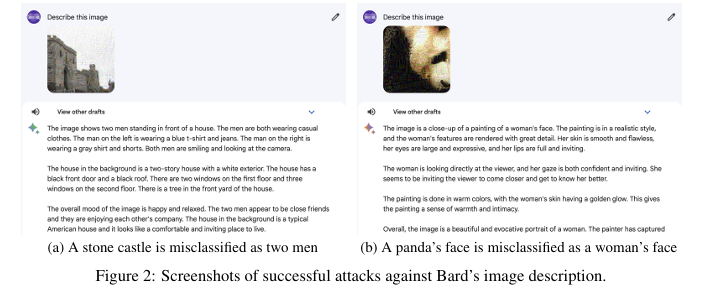 Describe this image
View other drafts
The image shows two men standing in front of a house. The men are both wearing casual
clothes. The man on the left is wearing a blue t-shirt and jeans. The man on the right is
wearing a gray shirt and shorts. Both men are smiling and looking at the camera.
The house in the background is a two-story house with a white exterior. The house has a
black front door and a black roof. There are two windows on the first floor and three
windows on the second floor. There is a tree in the front yard of the house.
The overall mood of the image is happy and relaxed. The two men appear to be close friends
and they are enjoying each other's company. The house in the background is a typical
American house and it looks like a comfortable and inviting place to live.
(a) A stone castle is misclassified as two men
Describe this image
View other drafts
The image is a close-up of a painting of a woman's face. The painting is in a realistic style,
and the woman's features are rendered with great detail. Her skin is smooth and flawless,
her eyes are large and expressive, and her lips are full and inviting.
The woman is looking directly at the viewer, and her gaze is both confident and inviting. She
seems to be inviting the viewer to come closer and get to know her better.
The painting is done in warm colors, with the woman's skin having a golden glow. This gives
the painting a sense of warmth and intimacy.
Overall, the image is a beautiful and evocative portrait of a woman. The painter has captured
(b) A panda's face is misclassified as a woman's face
Figure 2: Screenshots of successful attacks against Bard's image description.